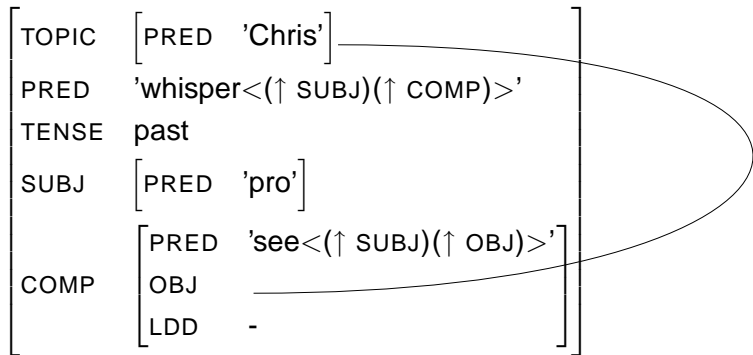 TOPIC [PRED 'Chris']
PRED 'whisper<(↑ SUBJ)(↑ COMP)>'
TENSE past
SUBJ [PRED 'pro']
PRED 'see<(↑ SUBJ)(↑ OBJ)>'
COMP OBJ
LDD -